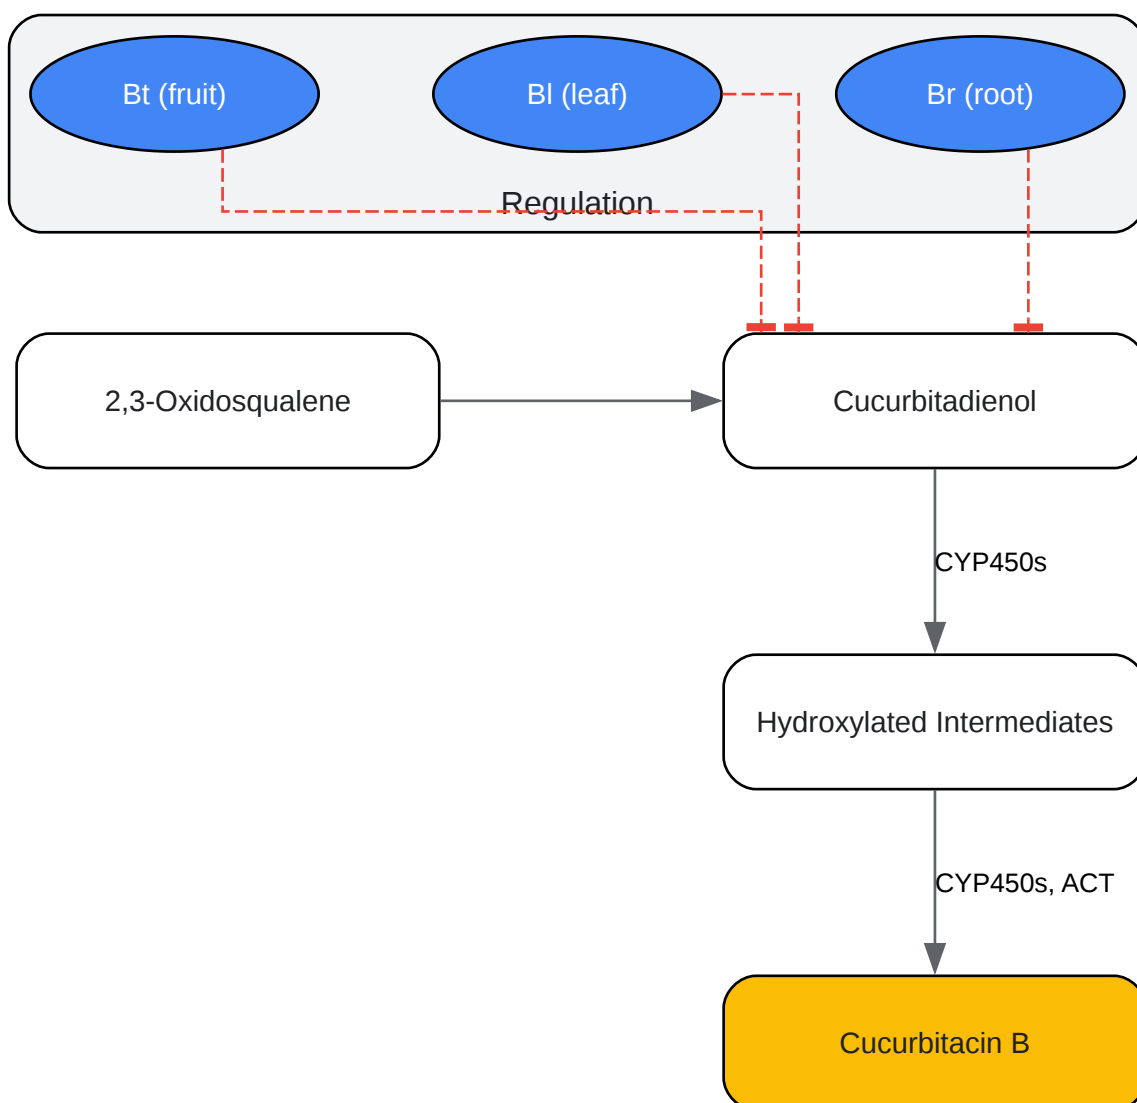 Bt (fruit)
Bl (leaf)
Br (root)
Regulation
2,3-Oxidosqualene
Cucurbitadienol
CYP450s
Hydroxylated Intermediates
CYP450s, ACT
Cucurbitacin B